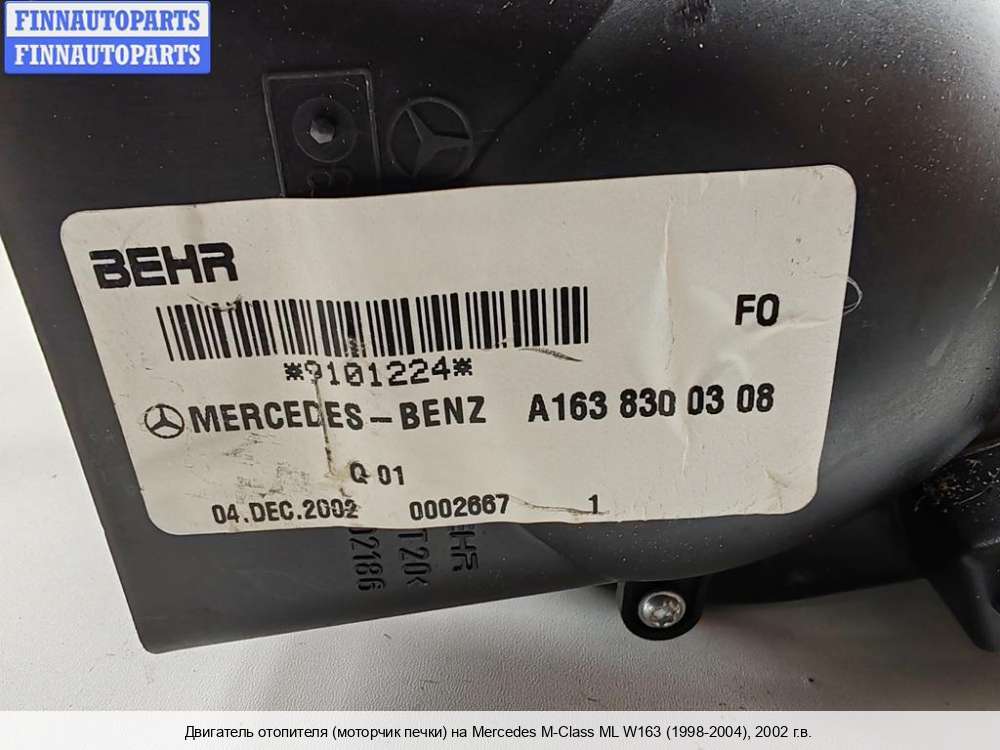 FINNAUTOPARTS
FINNAUTOPARTS
BEHR
FO
*9101224*
MERCEDES-BENZ A163 830 03 08
Q 01
04.DEC.2002 0002667 1
Двигатель отопителя (моторчик печки) на Mercedes M-Class ML W163 (1998-2004), 2002 г.в.